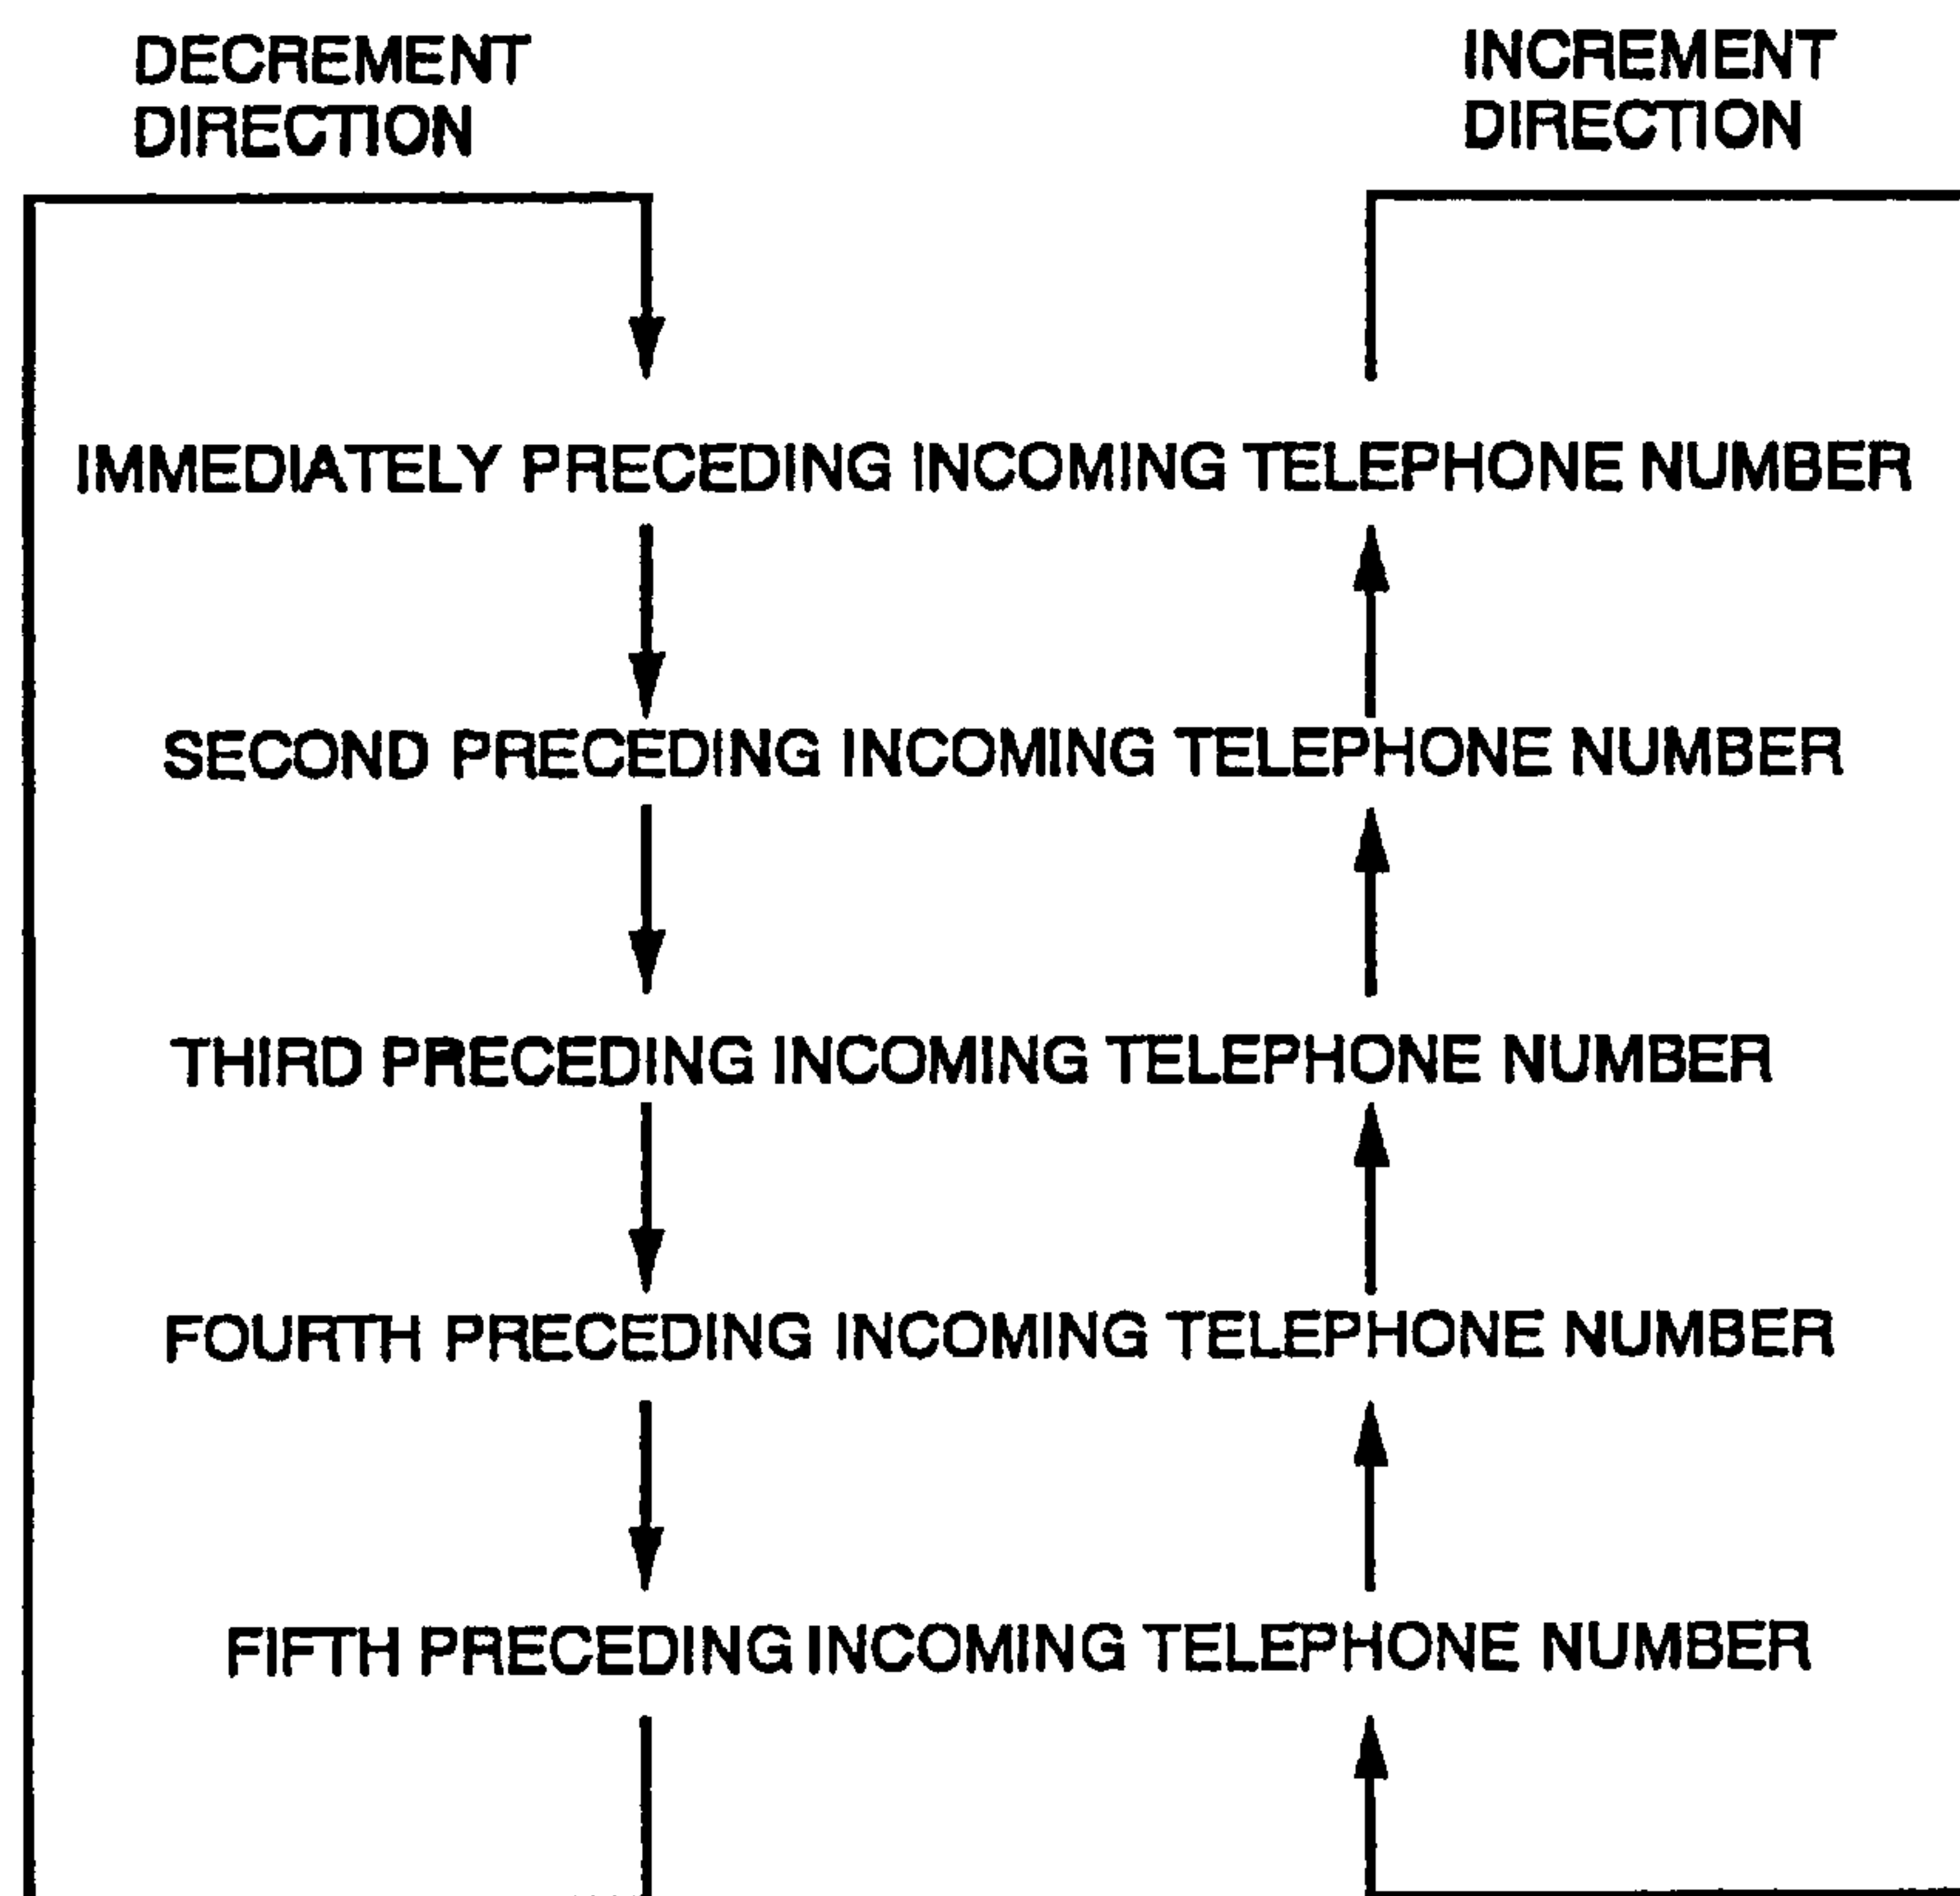 DECREMENT
DIRECTION
INCREMENT
DIRECTION
IMMEDIATELY PRECEDING INCOMING TELEPHONE NUMBER
SECOND PRECEDING INCOMING TELEPHONE NUMBER
THIRD PRECEDING INCOMING TELEPHONE NUMBER
FOURTH PRECEDING INCOMING TELEPHONE NUMBER
FIFTH PRECEDING INCOMING TELEPHONE NUMBER